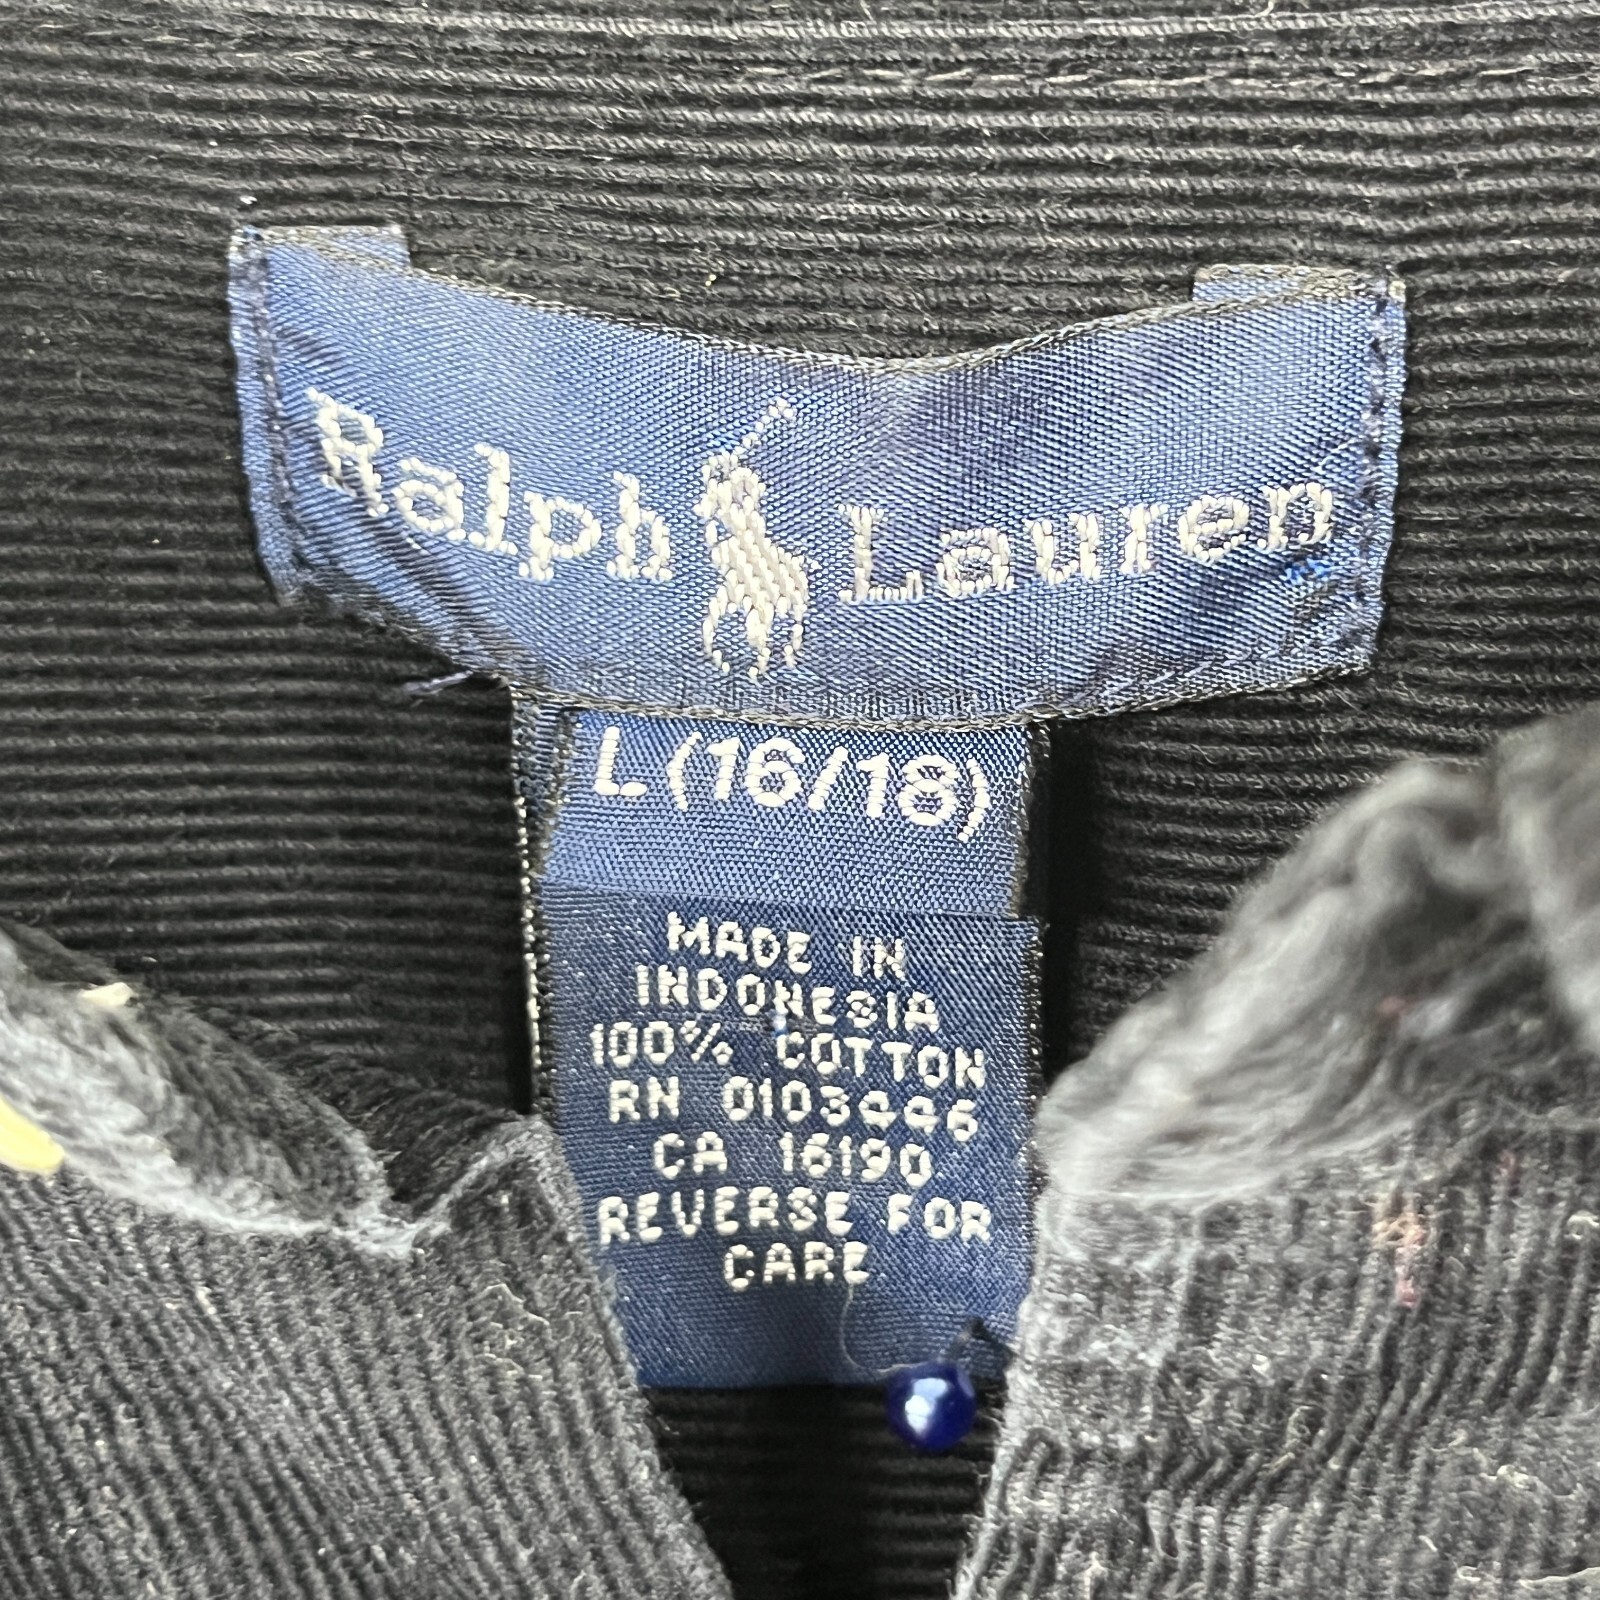 Ralph Lauren
L (16/18)
MADE IN
INDONESIA
100% COTTON
RN 0103446
CA 16190
REVERSE FOR
CARE